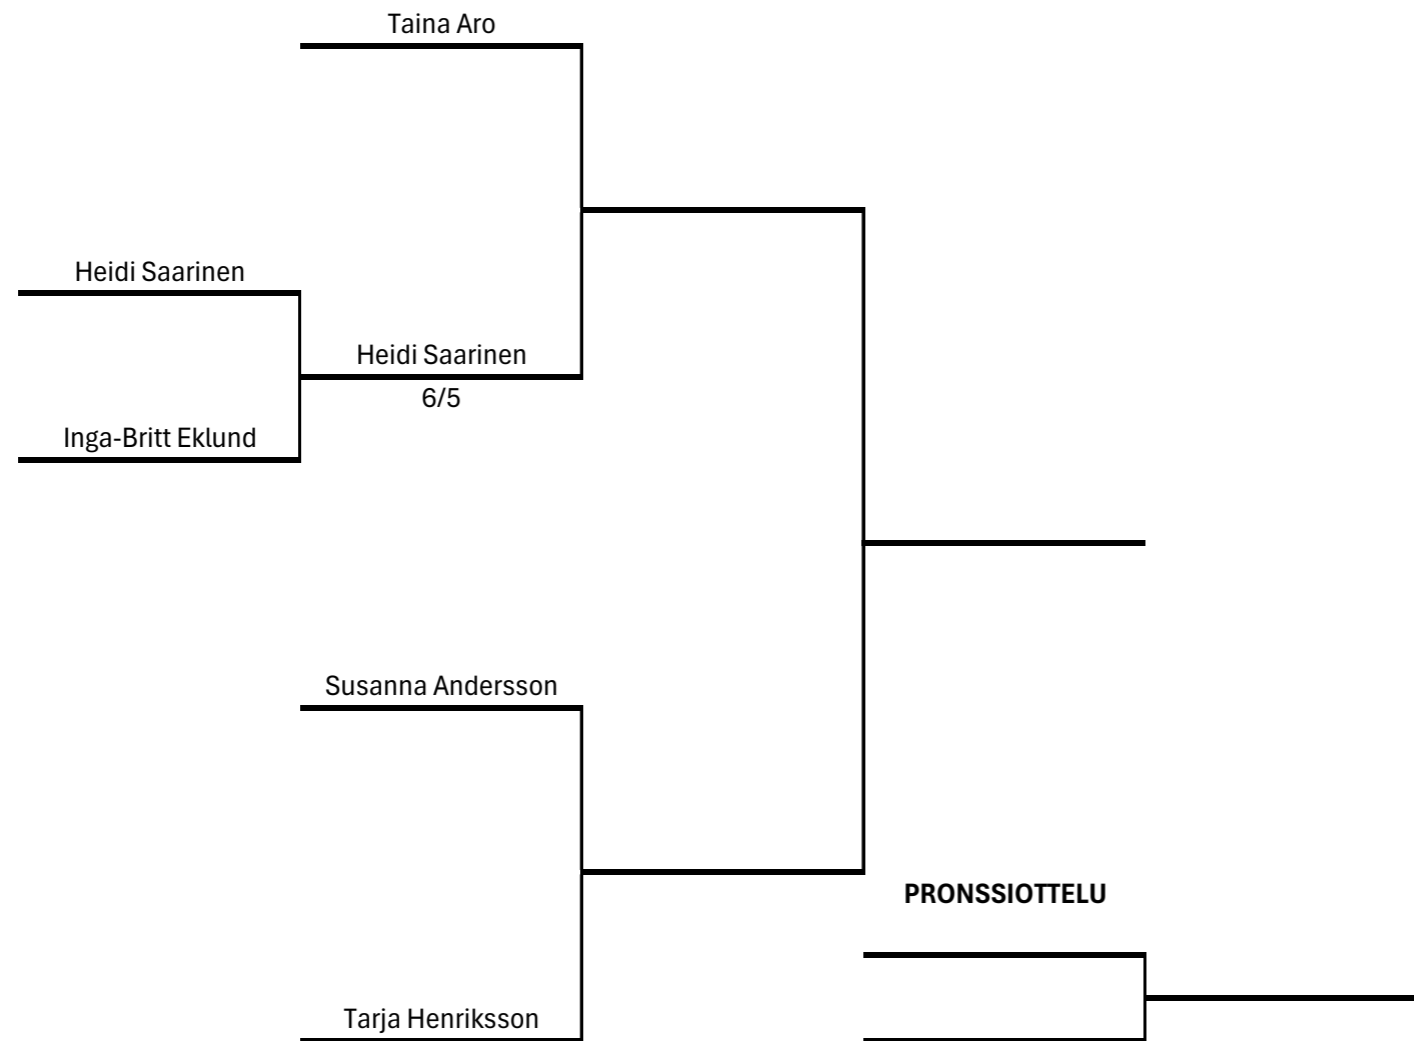 Taina Aro
Heidi Saarinen
Heidi Saarinen
6/5
Inga-Britt Eklund
Susanna Andersson
PRONSSIOTTELU
Tarja Henriksson